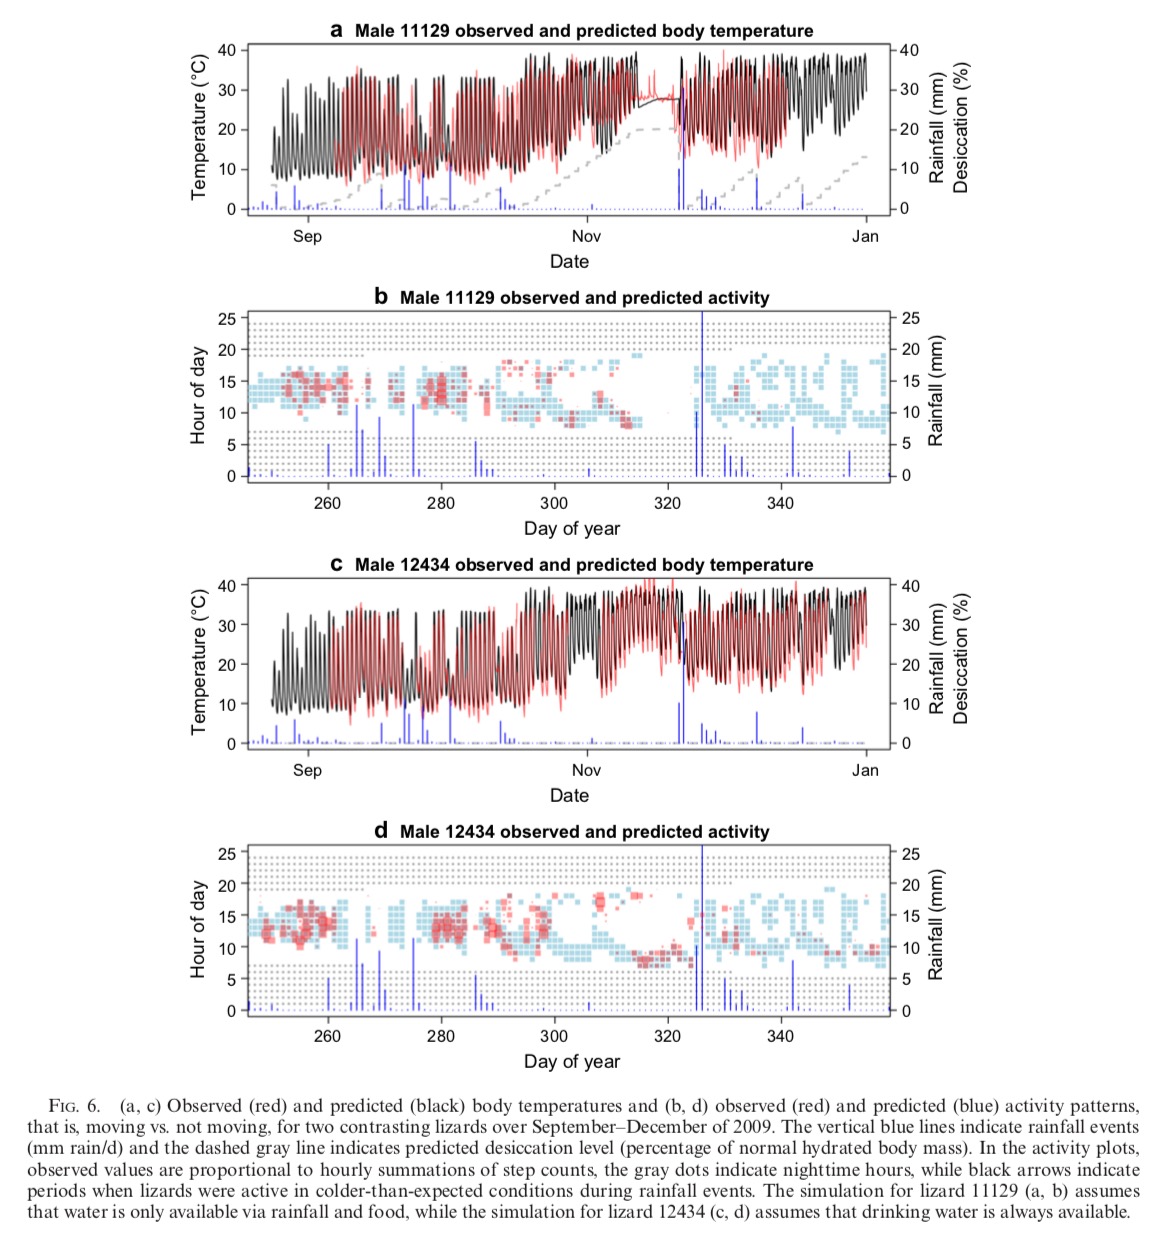 a Male 11129 observed and predicted body temperature
Temperature (°C)
40
30
20
10
0
40
30
20
10
0
Rainfall (mm)
Desiccation (%)
Sep
Nov
Jan
Date
b Male 11129 observed and predicted activity
Hour of day
25
20
15
10
5
0
25
20
15
10
5
0
Rainfall (mm)
260
280
300
320
340
Day of year
c Male 12434 observed and predicted body temperature
Temperature (°C)
40
30
20
10
0
40
30
20
10
0
Rainfall (mm)
Desiccation (%)
Sep
Nov
Jan
Date
d Male 12434 observed and predicted activity
Hour of day
25
20
15
10
5
0
25
20
15
10
5
0
Rainfall (mm)
260
280
300
320
340
Day of year
FIG. 6. (a, c) Observed (red) and predicted (black) body temperatures and (b, d) observed (red) and predicted (blue) activity patterns,
that is, moving vs. not moving, for two contrasting lizards over September–December of 2009. The vertical blue lines indicate rainfall events
(mm rain/d) and the dashed gray line indicates predicted desiccation level (percentage of normal hydrated body mass). In the activity plots,
observed values are proportional to hourly summations of step counts, the gray dots indicate nighttime hours, while black arrows indicate
periods when lizards were active in colder-than-expected conditions during rainfall events. The simulation for lizard 11129 (a, b) assumes
that water is only available via rainfall and food, while the simulation for lizard 12434 (c, d) assumes that drinking water is always available.